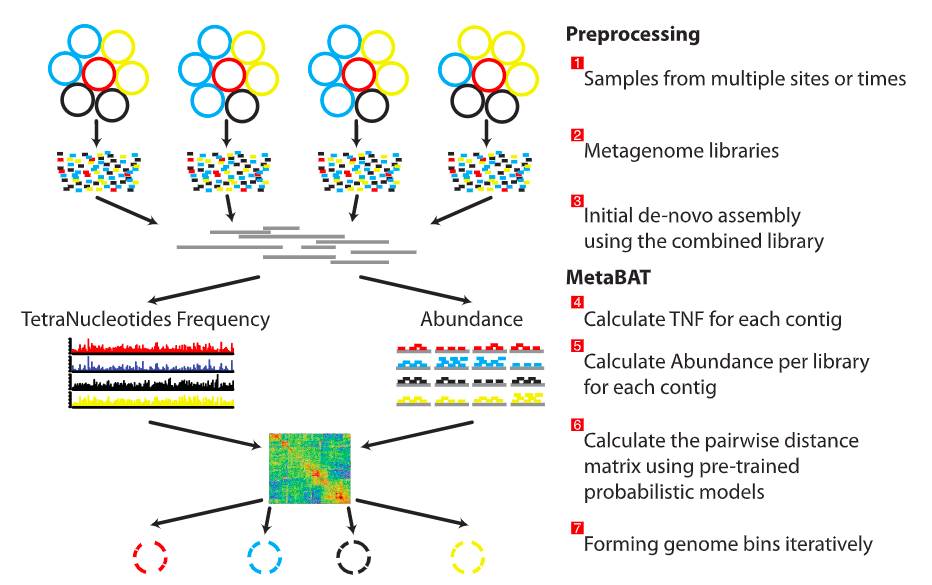 Preprocessing
1
Samples from multiple sites or times
2
Metagenome libraries
3
Initial de-novo assembly
using the combined library
MetaBAT
TetraNucleotides Frequency
Abundance
4
Calculate TNF for each contig
5
Calculate Abundance per library
for each contig
6
Calculate the pairwise distance
matrix using pre-trained
probabilistic models
7
Forming genome bins iteratively